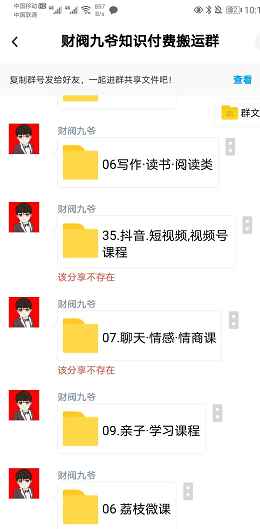 中国移动HD
中国联通
4G
4G
857
B/s
10:1
财阀九爷知识付费搬运群
复制群号发给好友，一起进群共享文件吧！
查看
群文
财阀九爷
06写作·读书·阅读类
财阀九爷
35.抖音.短视频,视频号
课程
该分享不存在
财阀九爷
07.聊天·情感·情商课
该分享不存在
财阀九爷
09.亲子·学习课程
财阀九爷
06 荔枝微课